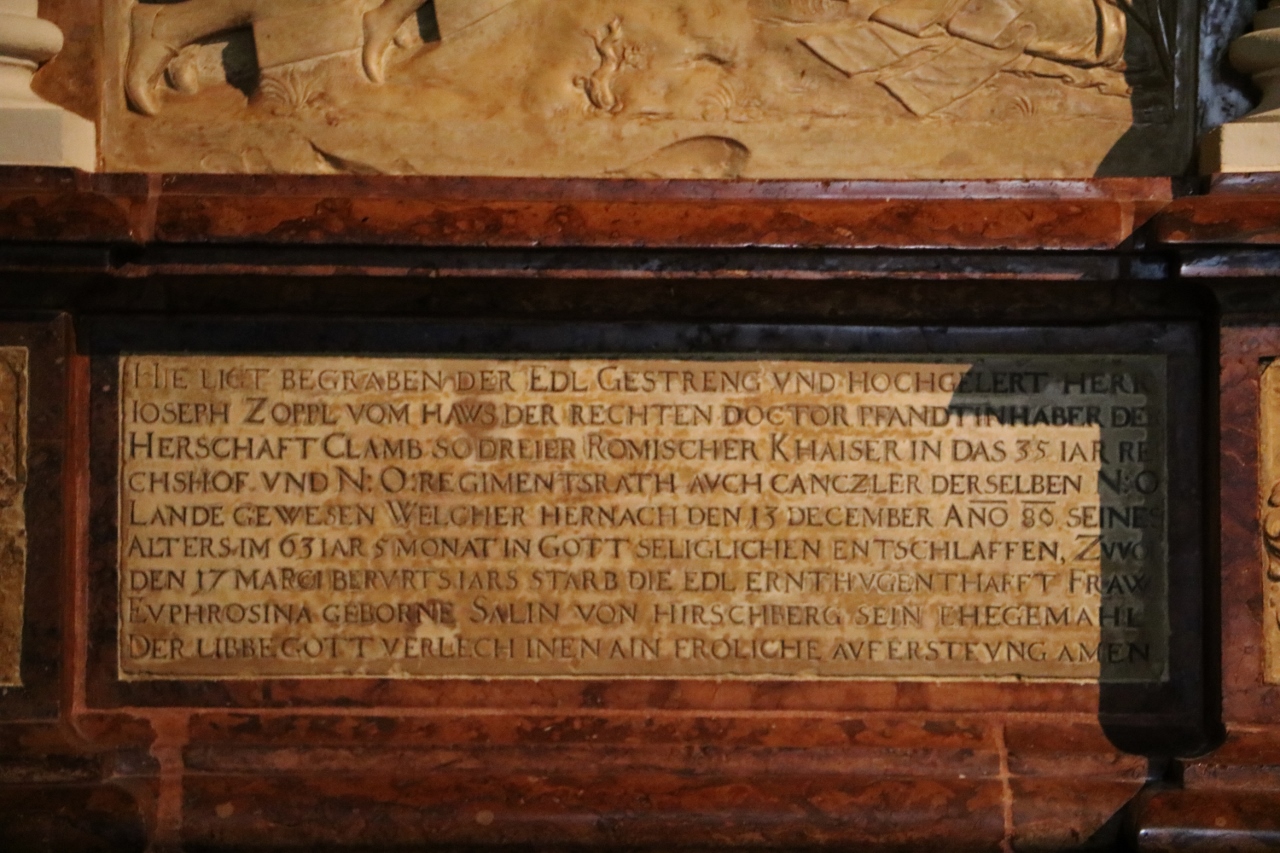 HIE LIGT BEGRABEN DER EDL GESTRENG VND HOCHGELERT HERR
IOSEPH ZOPPL VOM HAWS DER RECHTEN DOCTOR PFANDTINHABER DE
HERSCHAFT CLAMB SO DREIER ROMISCHER KHAISER IN DAS 35 IAR RE
CHSHOF VND N: O: REGIMENTSRATH AVCH CANCZLER DERSELBEN N: O
LANDE GEWESEN WELCHER HERNACH DEN 13 DECEMBER AÑO 80 SEINES
ALTERS IM 63 IAR 5 MONAT IN GOTT SELIGLICHEN ENTSCHLAFFEN,
DEN 17 MARCI BERVRTS IARS STARB DIE EDL ERNTHVGENTHAFFT FRAW
EVPHROSINA GEBORNE SALIN VON HIRSCHBERG SEIN EHEGEMAHL
DER LIBBE GOTT VERLECH INEN AIN FROLICHE AVFERSTEVNG AMEN